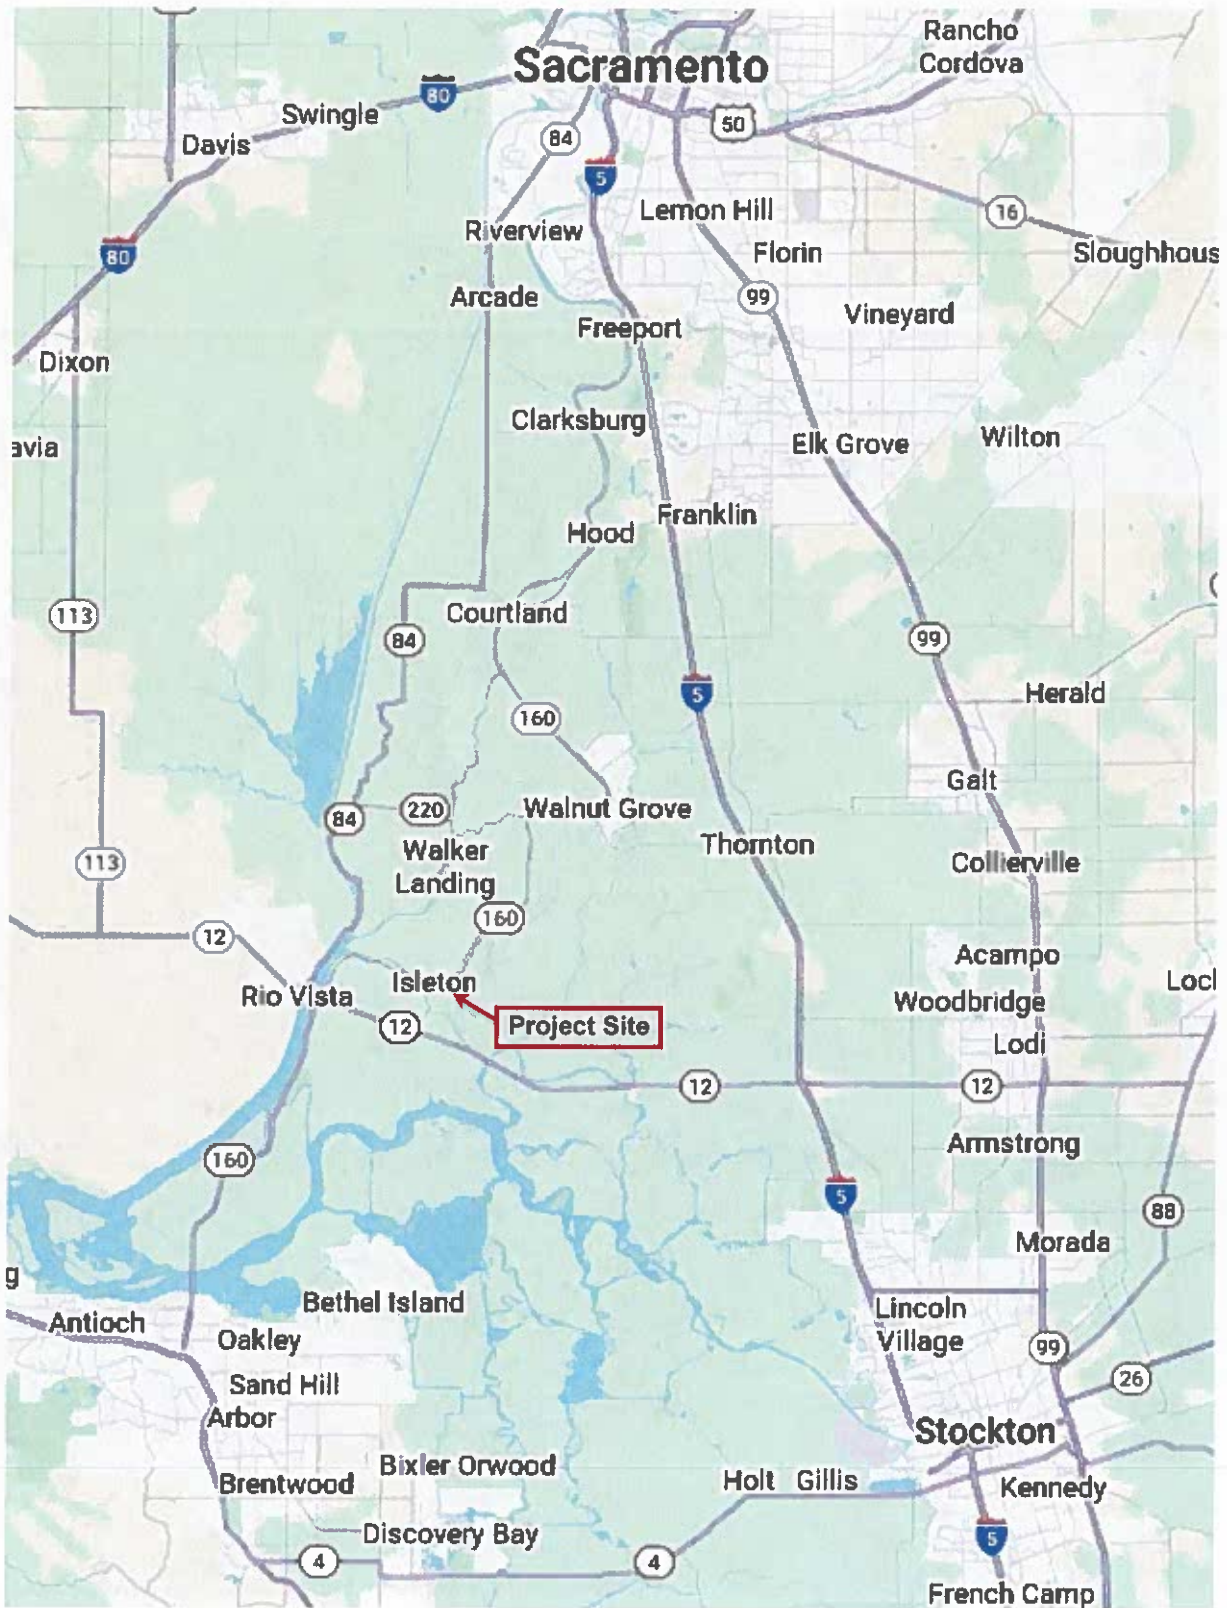 Rancho
Cordova
Sacramento
80
Swingle
50
84
Davis
5
Lemon Hill
16
Riverview
Florin
Sloughhous
80
Arcade
99
Vineyard
Freeport
Dixon
Clarksburg
Elk Grove
Wilton
avia
Franklin
Hood
113
Courtland
84
99
5
Herald
160
Galt
220
Walnut Grove
84
Thornton
Walker
Landing
113
Collierville
160
12
Acampo
Isleton
Loc
Rio Vista
Woodbridge
12
Project Site
Lodi
12
12
Armstrong
160
5
88
Morada
g
Bethel Island
Lincoln
Village
Antioch
Oakley
99
26
Sand Hill
Arbor
Stockton
Bixler Orwood
Brentwood
Holt Gillis
Kennedy
Discovery Bay
5
4
4
French Camp